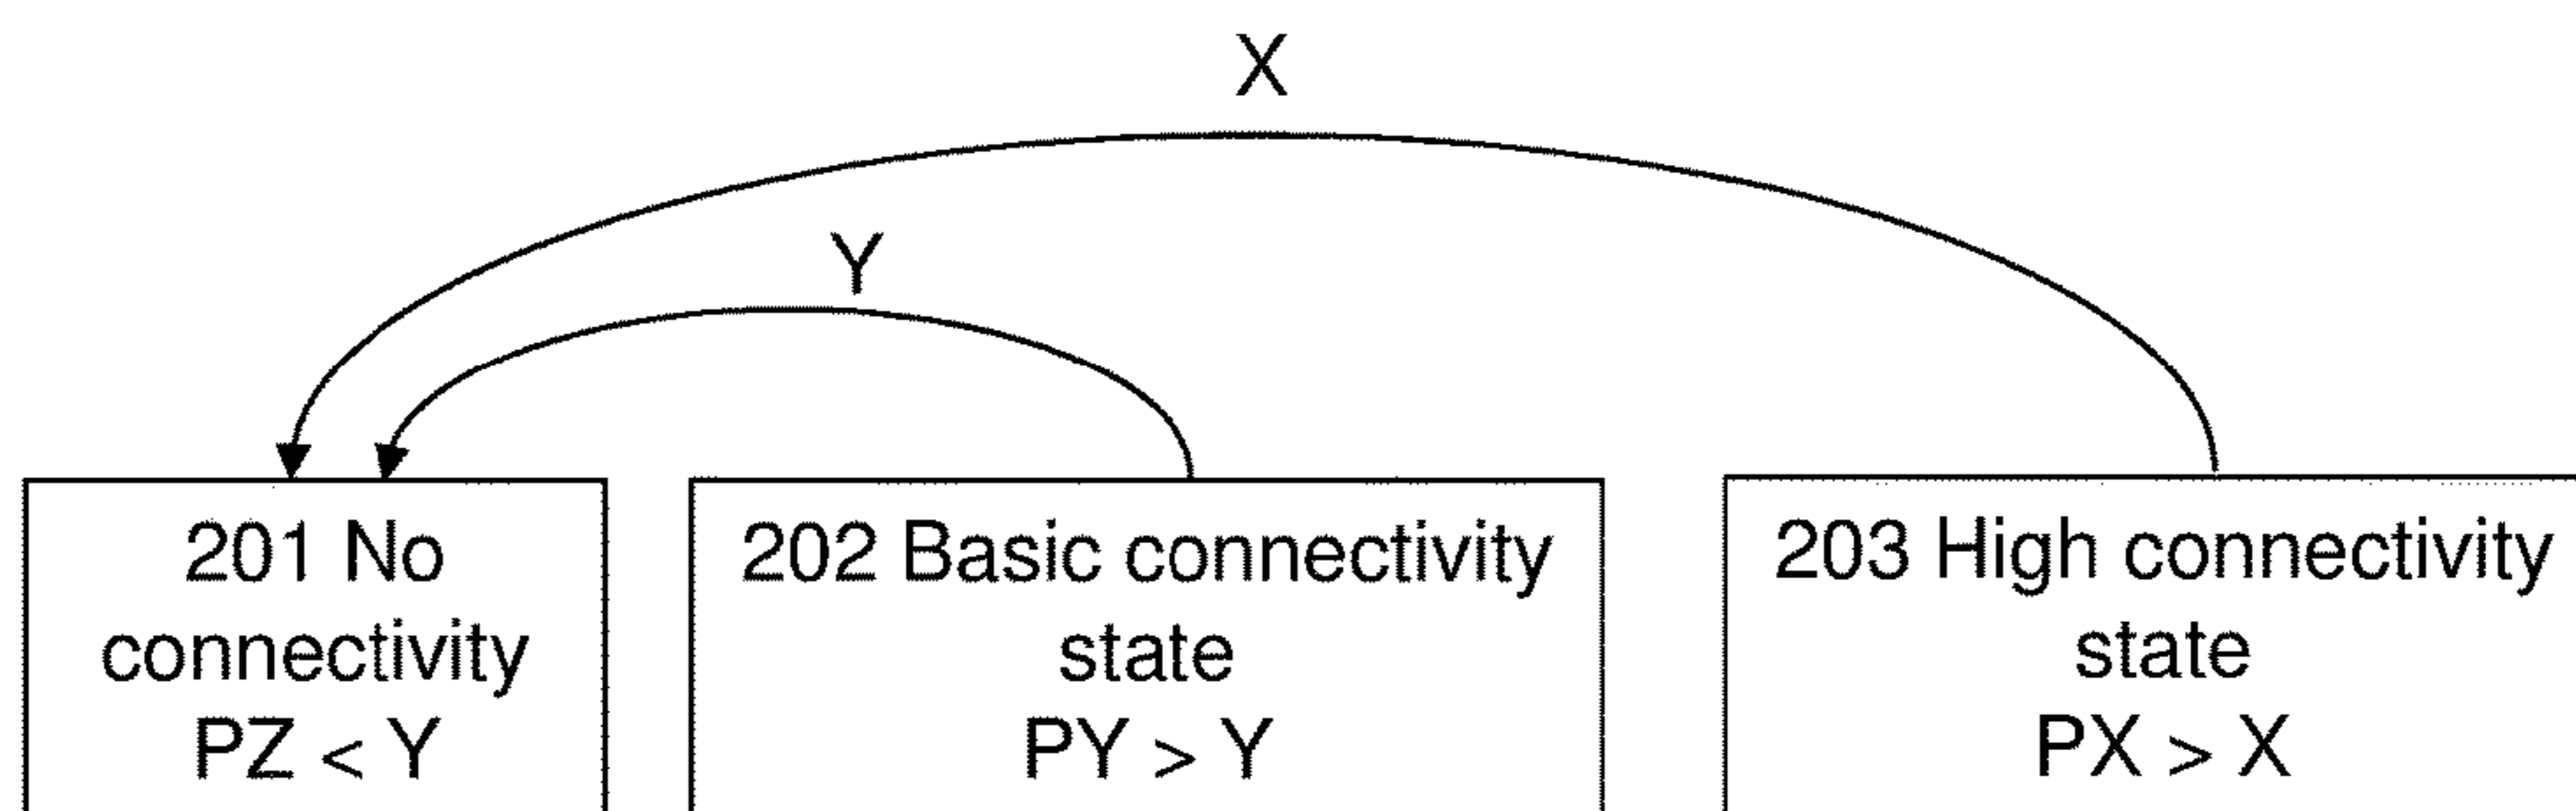 X
Y
201 No
connectivity
PZ < Y
202 Basic connectivity
state
PY > Y
203 High connectivity
state
PX > X